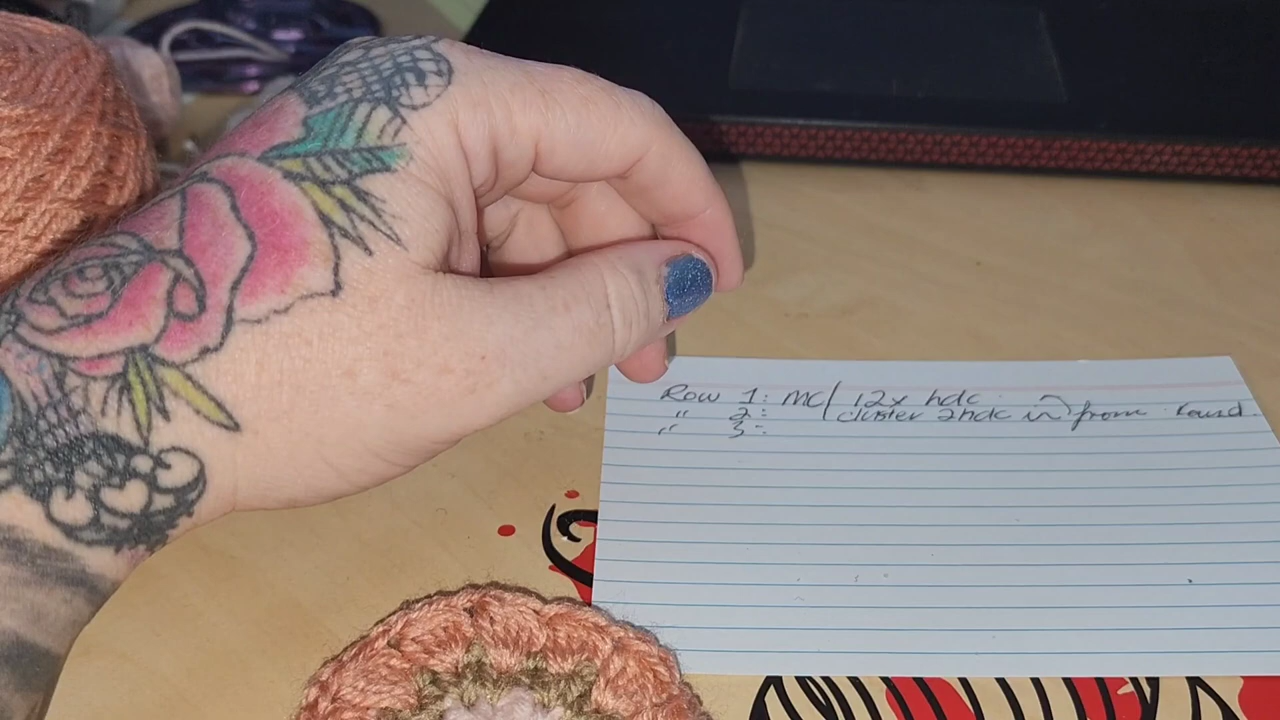 Row 1: MC/ 12x hdc
" 2: cluster 2hdc in from round
" 3: